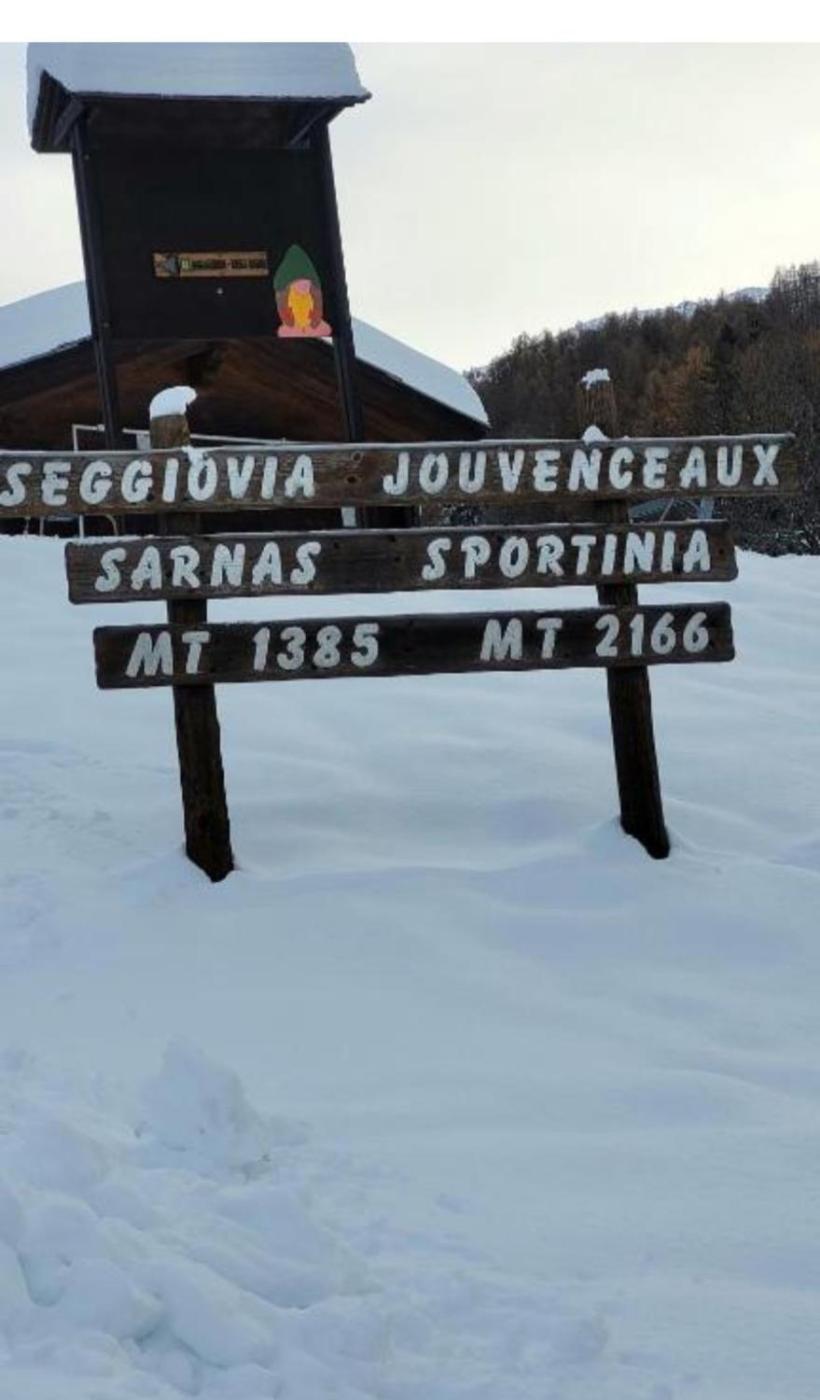 SEGGIOVIA JOUVENCEAUX
SARNAS SPORTINIA
MT 1385 MT 2166